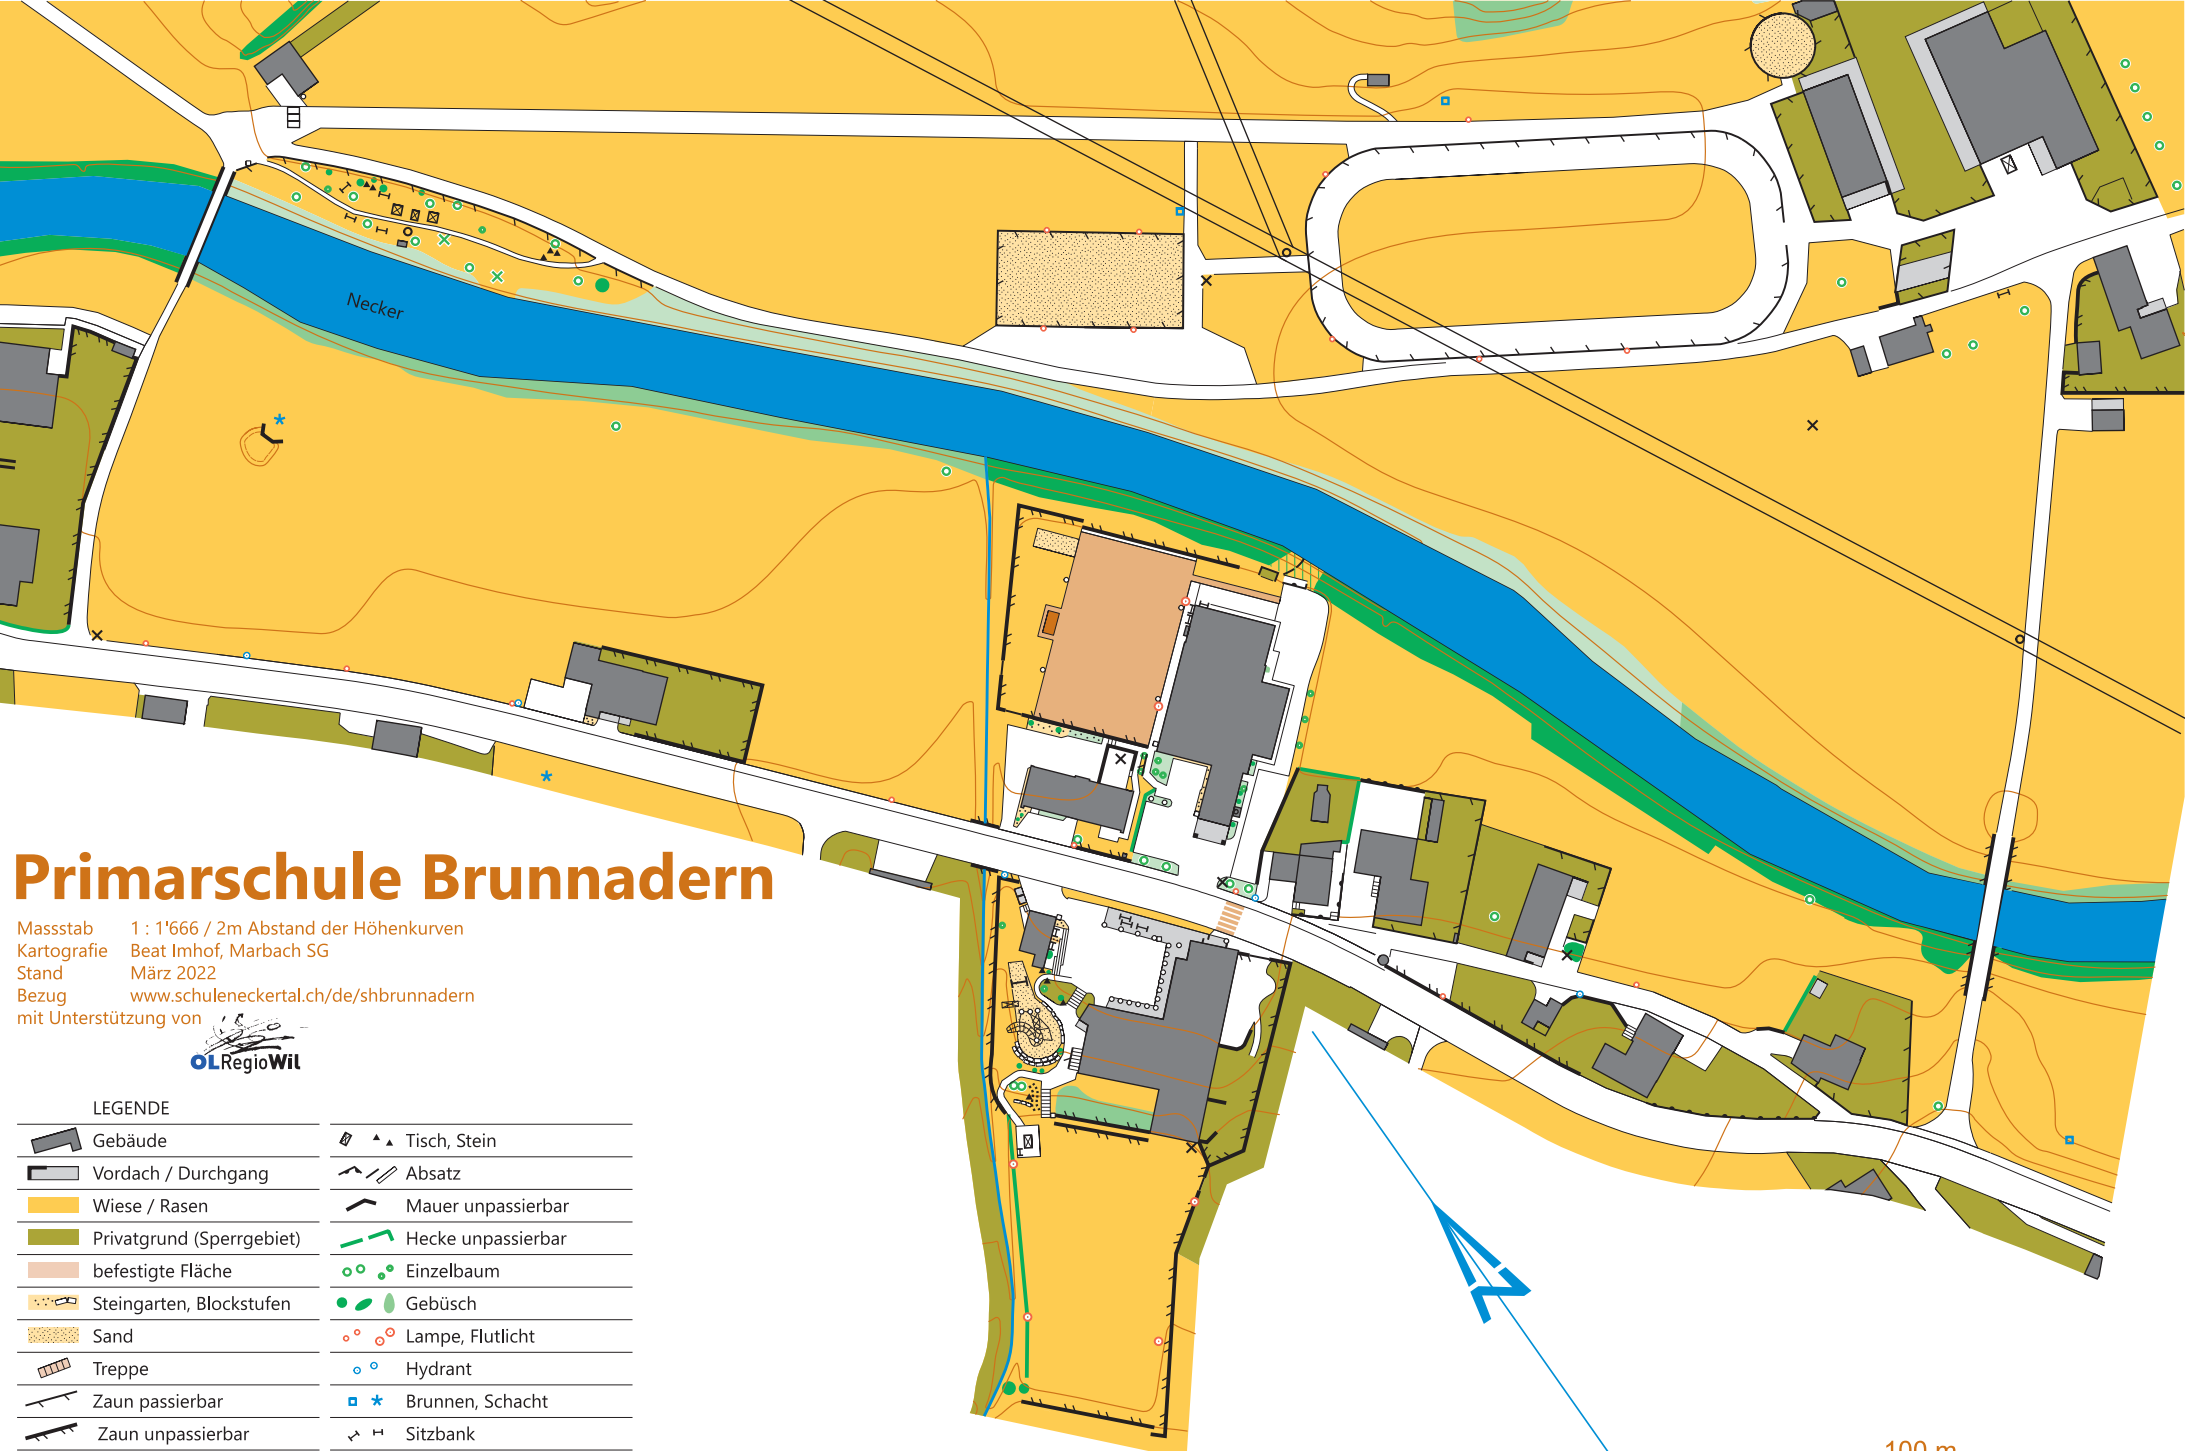 Necker
Primarschule Brunnadern
Massstab 1 : 1'666 / 2m Abstand der Höhenkurven
Kartografie Beat Imhof, Marbach SG
Stand März 2022
Bezug www.schuleneckertal.ch/de/shbrunnadern
mit Unterstützung von
OLRegioWil
LEGENDE
Gebäude
Tisch, Stein
Vordach / Durchgang
Absatz
Wiese / Rasen
Mauer unpassierbar
Privatgrund (Sperrgebiet)
Hecke unpassierbar
befestigte Fläche
Einzelbaum
Steingarten, Blockstufen
Gebüsch
Sand
Lampe, Flutlicht
Treppe
Hydrant
Zaun passierbar
Brunnen, Schacht
Zaun unpassierbar
Sitzbank
N
100 m